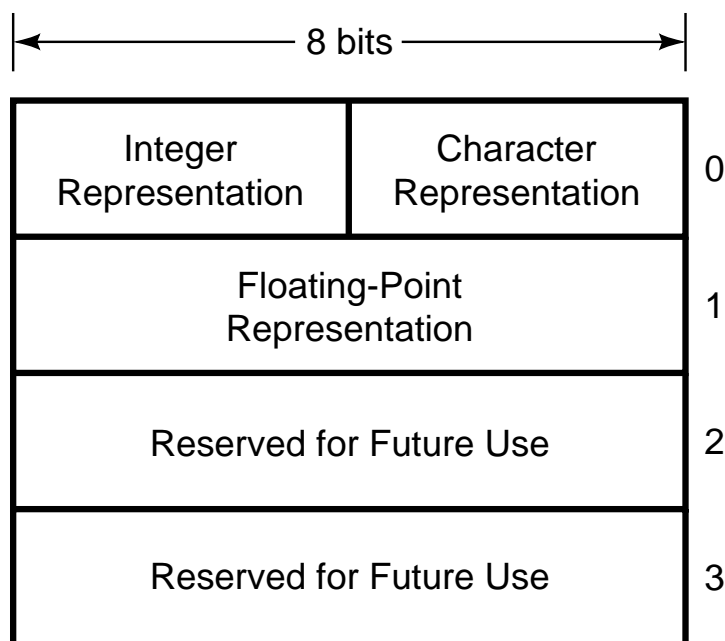 8 bits
Integer
Representation
Character
Representation
0
Floating-Point
Representation
1
Reserved for Future Use
2
Reserved for Future Use
3